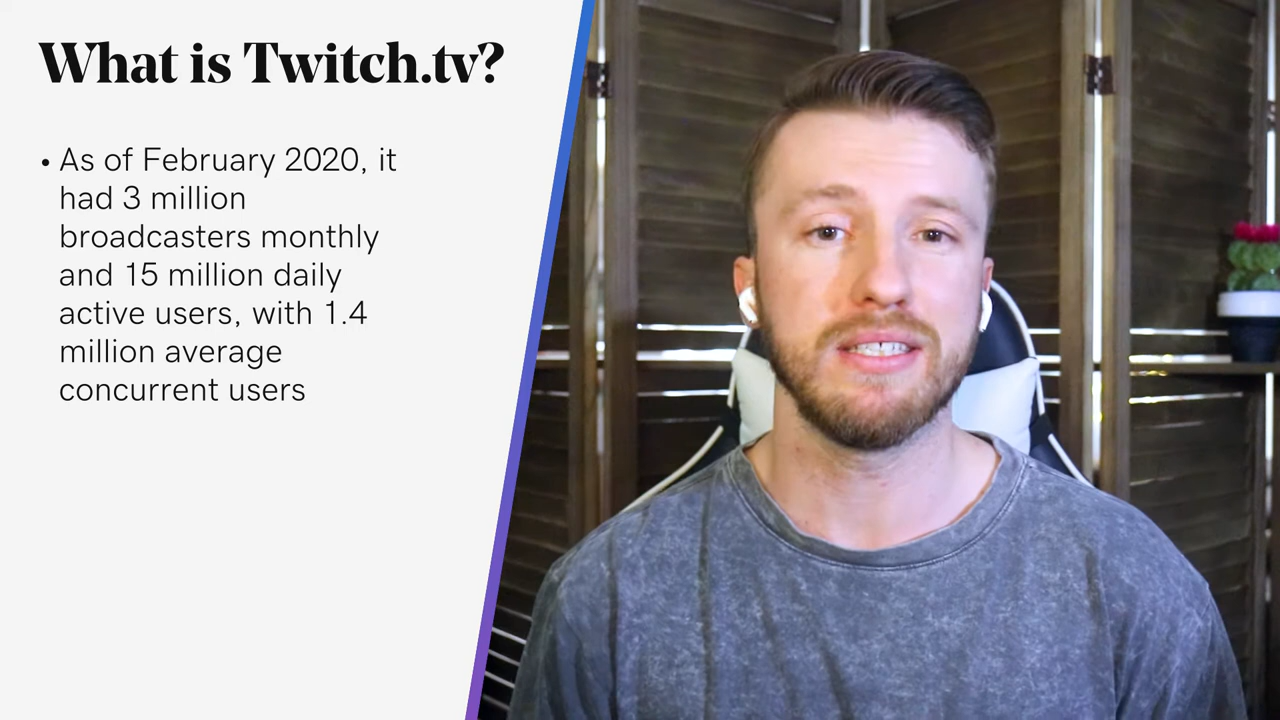 What is Twitch.tv?
• As of February 2020, it
had 3 million
broadcasters monthly
and 15 million daily
active users, with 1.4
million average
concurrent users